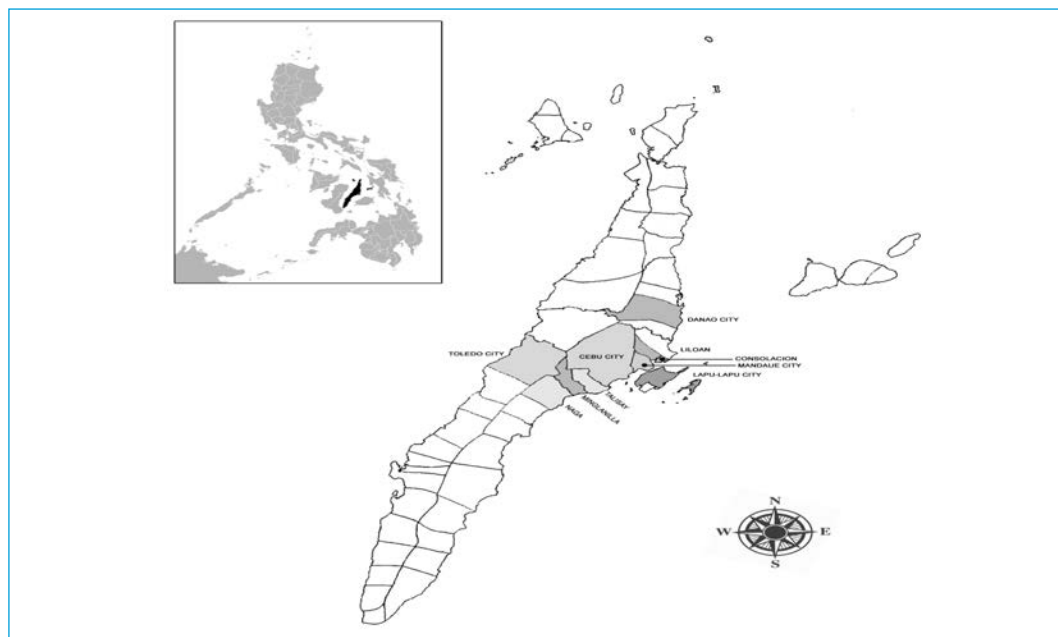 DANAO CITY
LILOAN
TOLEDO CITY
CEBU CITY
CONSOLACION
MANDAUE CITY
LAPU-LAPU CITY
TALISAY
MINGLANILLA
NAGA
N
W E
S